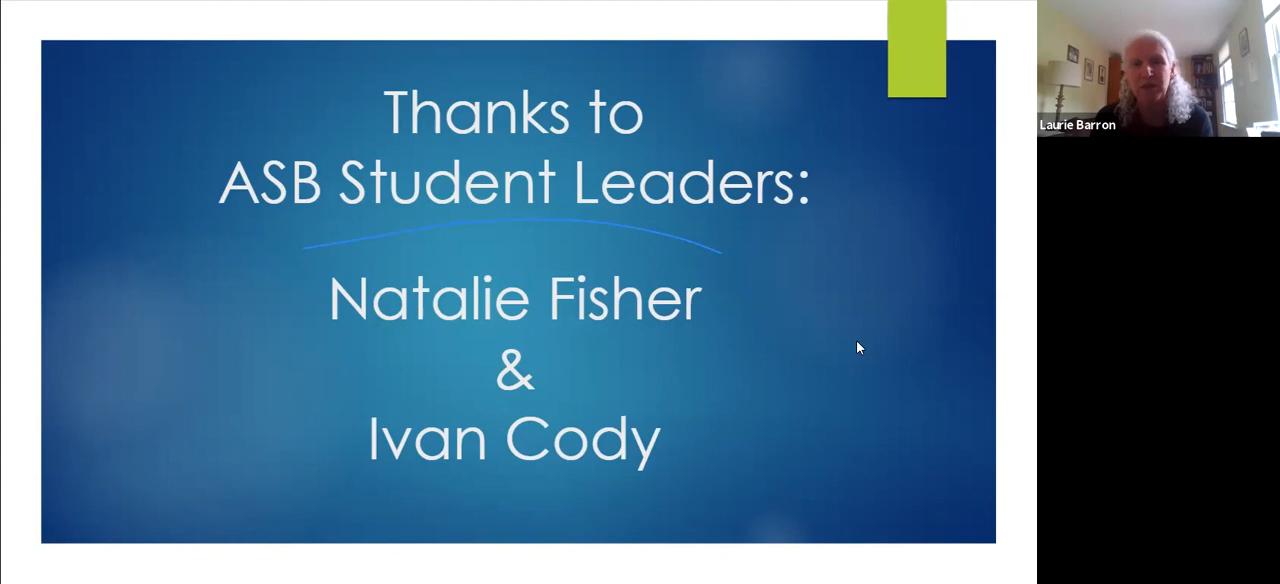 Thanks to
ASB Student Leaders:
Natalie Fisher
&
Ivan Cody
Laurie Barron